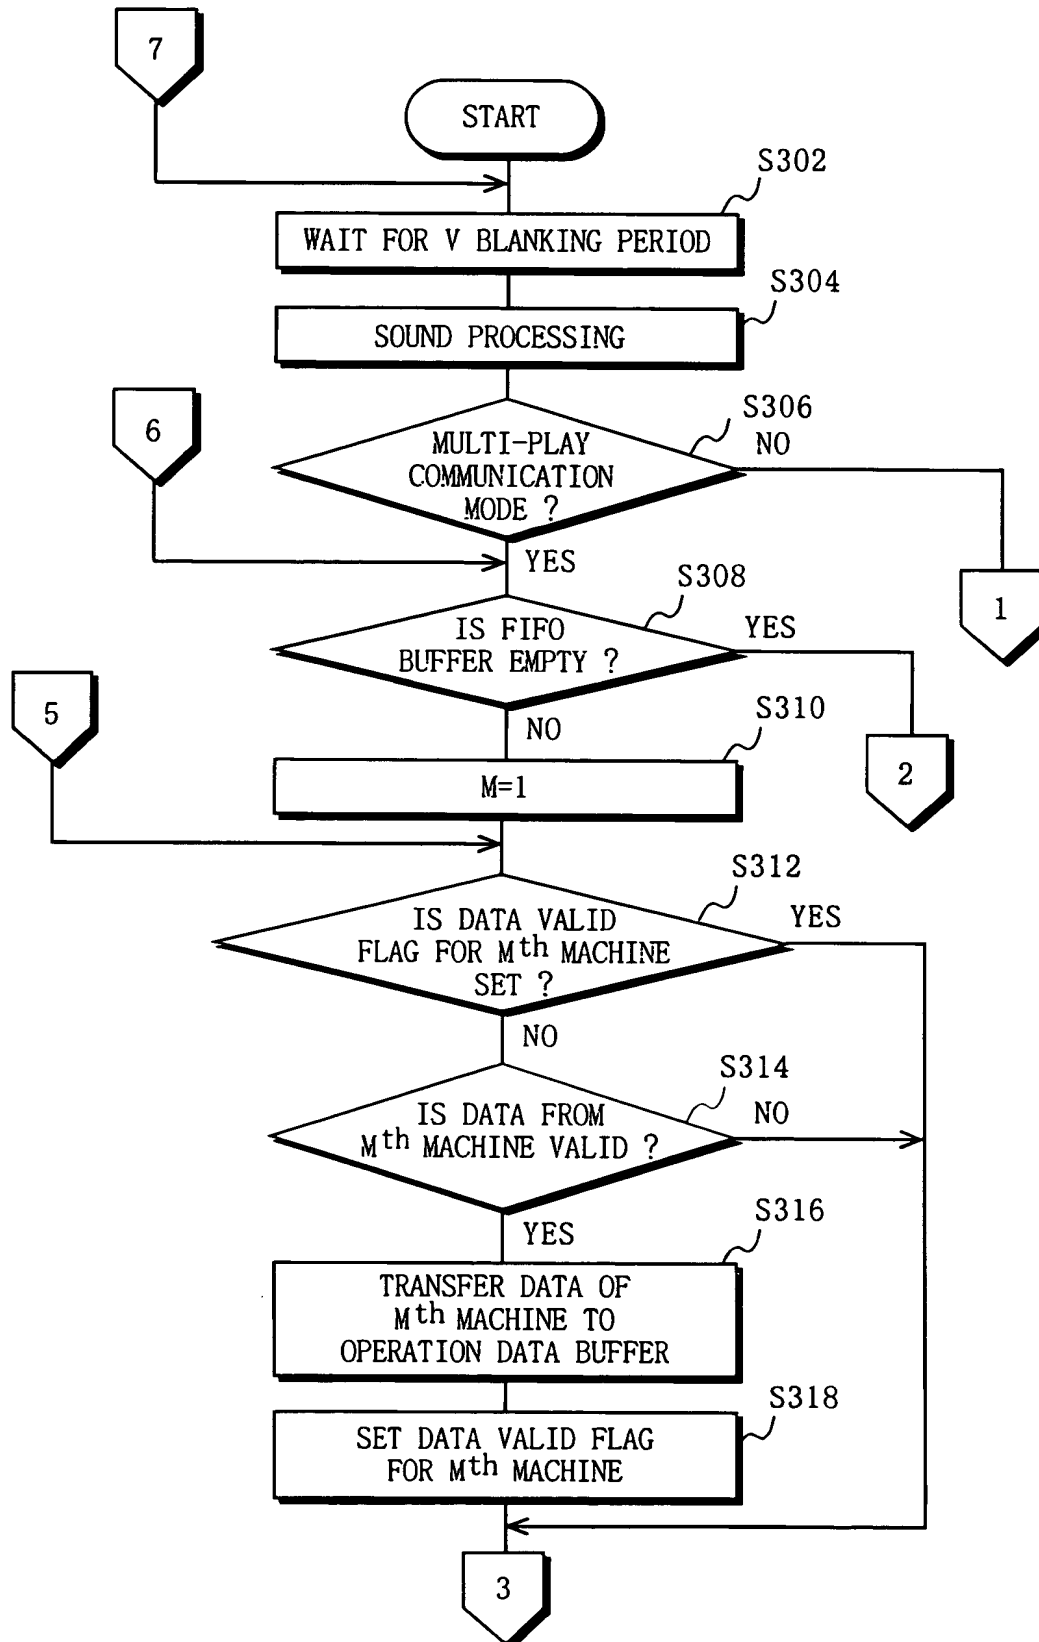 7
START
S302
WAIT FOR V BLANKING PERIOD
S304
SOUND PROCESSING
6
S306
MULTI-PLAY
COMMUNICATION
MODE ?
NO
YES
1
S308
IS FIFO
BUFFER EMPTY ?
YES
5
NO
S310
2
M=1
S312
IS DATA VALID
FLAG FOR Mth MACHINE
SET ?
YES
NO
S314
IS DATA FROM
Mth MACHINE VALID ?
NO
YES
S316
TRANSFER DATA OF
Mth MACHINE TO
OPERATION DATA BUFFER
S318
SET DATA VALID FLAG
FOR Mth MACHINE
3